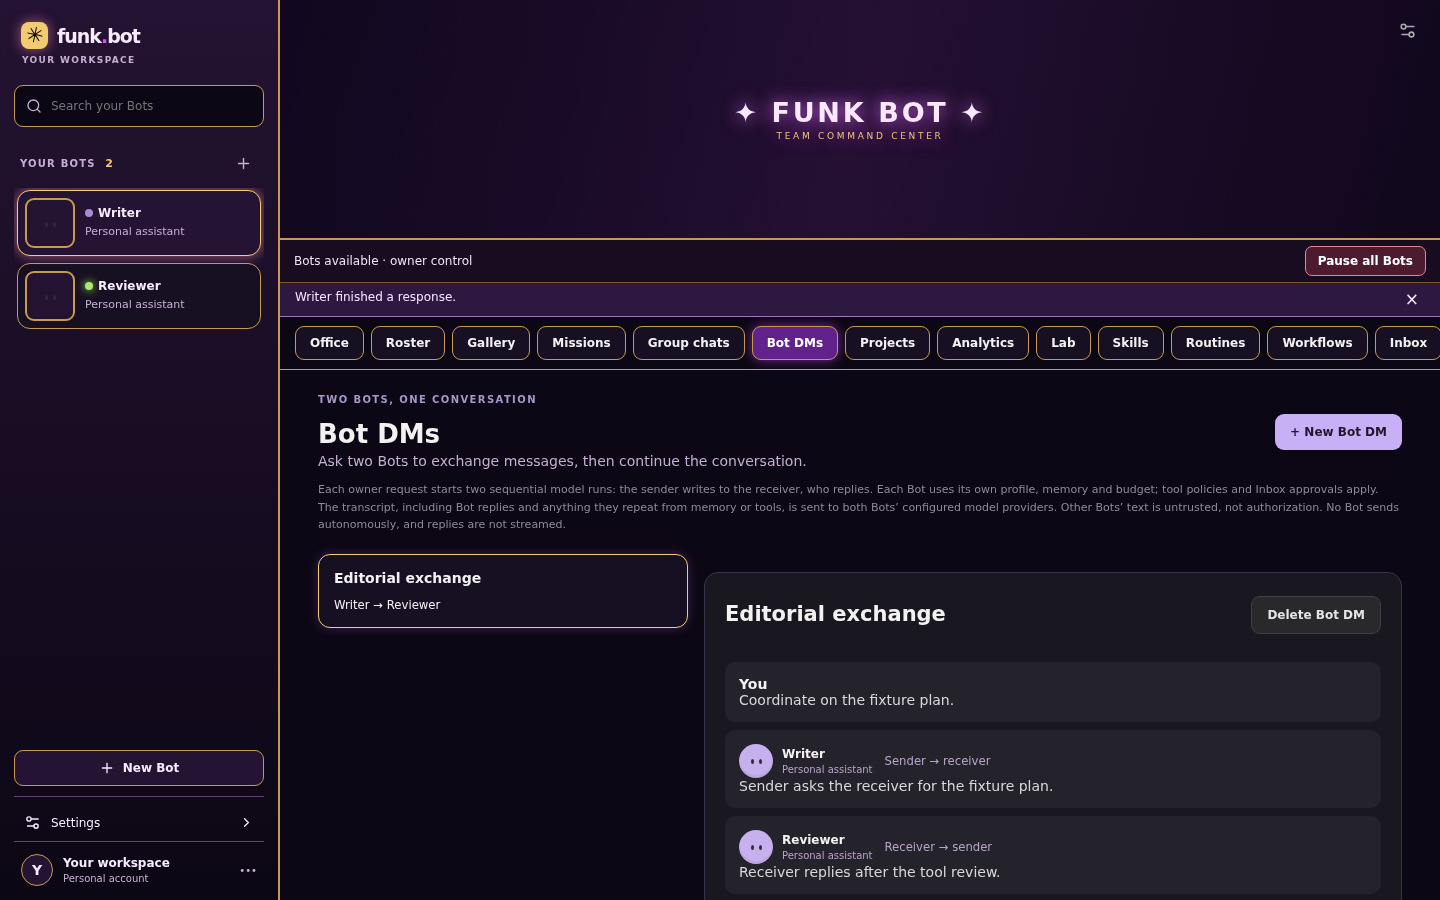 funk.bot
YOUR WORKSPACE
Search your Bots
YOUR BOTS 2
Writer
Personal assistant
Reviewer
Personal assistant
New Bot
Settings
Y
Your workspace
Personal account
✦ FUNK BOT ✦
TEAM COMMAND CENTER
Bots available · owner control
Pause all Bots
Writer finished a response.
Office
Roster
Gallery
Missions
Group chats
Bot DMs
Projects
Analytics
Lab
Skills
Routines
Workflows
Inbox
TWO BOTS, ONE CONVERSATION
Bot DMs
+ New Bot DM
Ask two Bots to exchange messages, then continue the conversation.
Each owner request starts two sequential model runs: the sender writes to the receiver, who replies. Each Bot uses its own profile, memory and budget; tool policies and Inbox approvals apply.
The transcript, including Bot replies and anything they repeat from memory or tools, is sent to both Bots’ configured model providers. Other Bots’ text is untrusted, not authorization. No Bot sends
autonomously, and replies are not streamed.
Editorial exchange
Writer → Reviewer
Editorial exchange
Delete Bot DM
You
Coordinate on the fixture plan.
Writer
Personal assistant
Sender → receiver
Sender asks the receiver for the fixture plan.
Reviewer
Personal assistant
Receiver → sender
Receiver replies after the tool review.